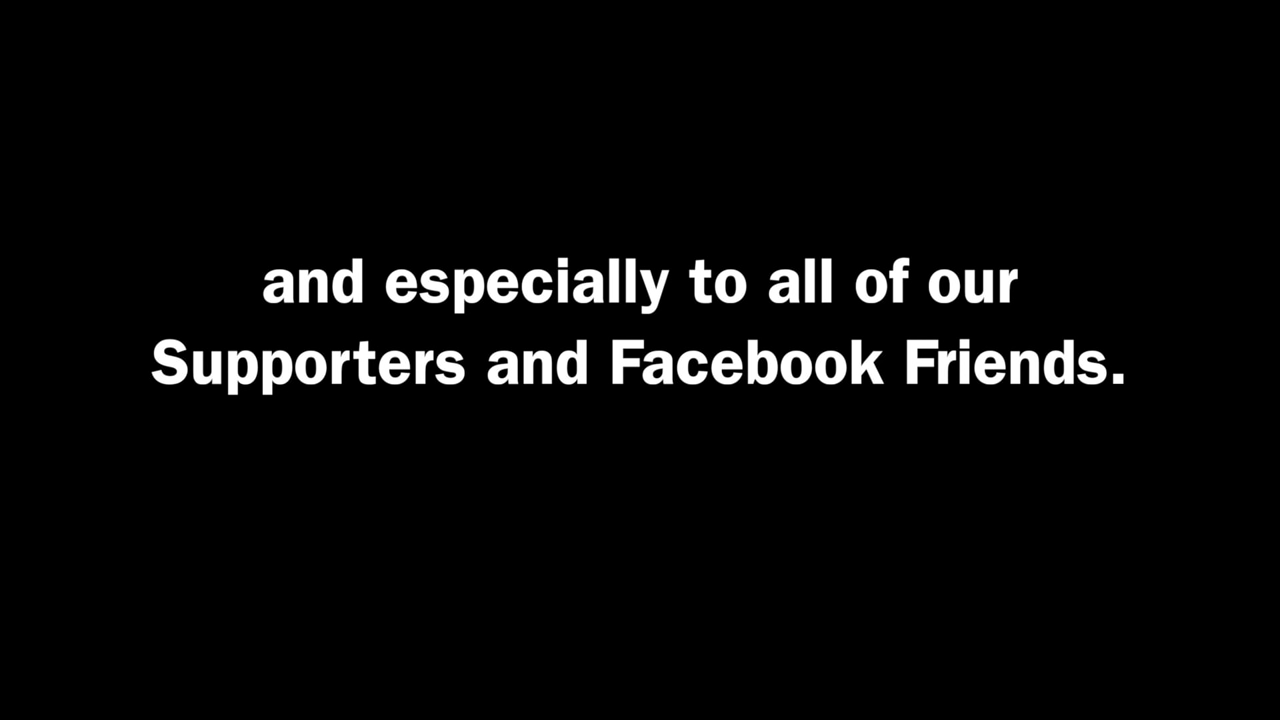 and especially to all of our
Supporters and Facebook Friends.